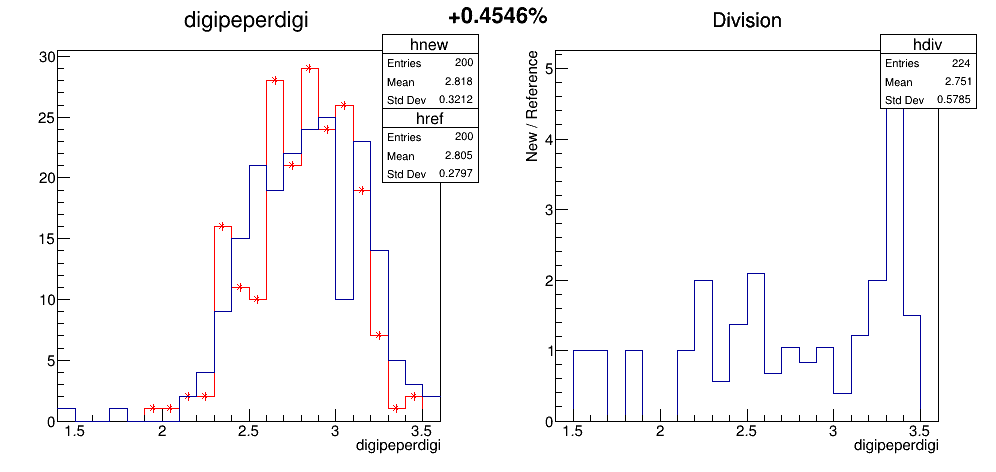 +0.4546%
digipeperdigi
hnew
Entries 200
Mean 2.818
Std Dev 0.3212
href
Entries 200
Mean 2.805
Std Dev 0.2797
30
25
20
15
10
5
0
1.5 2 2.5 3 3.5
digipeperdigi
Division
hdiv
Entries 224
Mean 2.751
Std Dev 0.5785
New / Reference
5
4
3
2
1
0
1.5 2 2.5 3 3.5
digipeperdigi